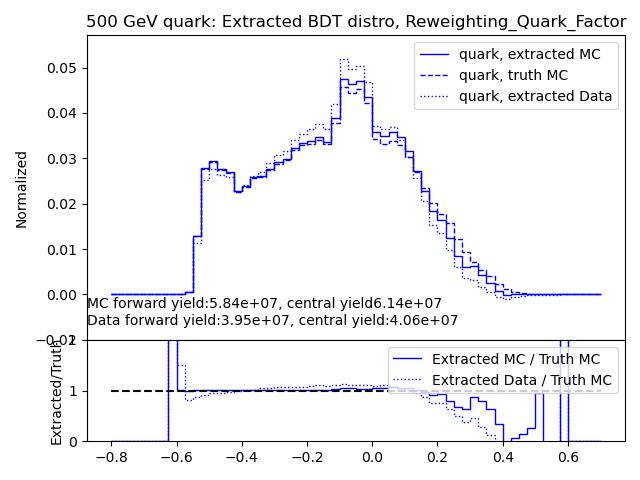 500 GeV quark: Extracted BDT distro, Reweighting_Quark_Factor
quark, extracted MC
quark, truth MC
quark, extracted Data
Normalized
0.05
0.04
0.03
0.02
0.01
0.00
−0.01
MC forward yield:5.84e+07, central yield6.14e+07
Data forward yield:3.95e+07, central yield:4.06e+07
Extracted/Truth
2
1
0
Extracted MC / Truth MC
Extracted Data / Truth MC
−0.8 −0.6 −0.4 −0.2 0.0 0.2 0.4 0.6